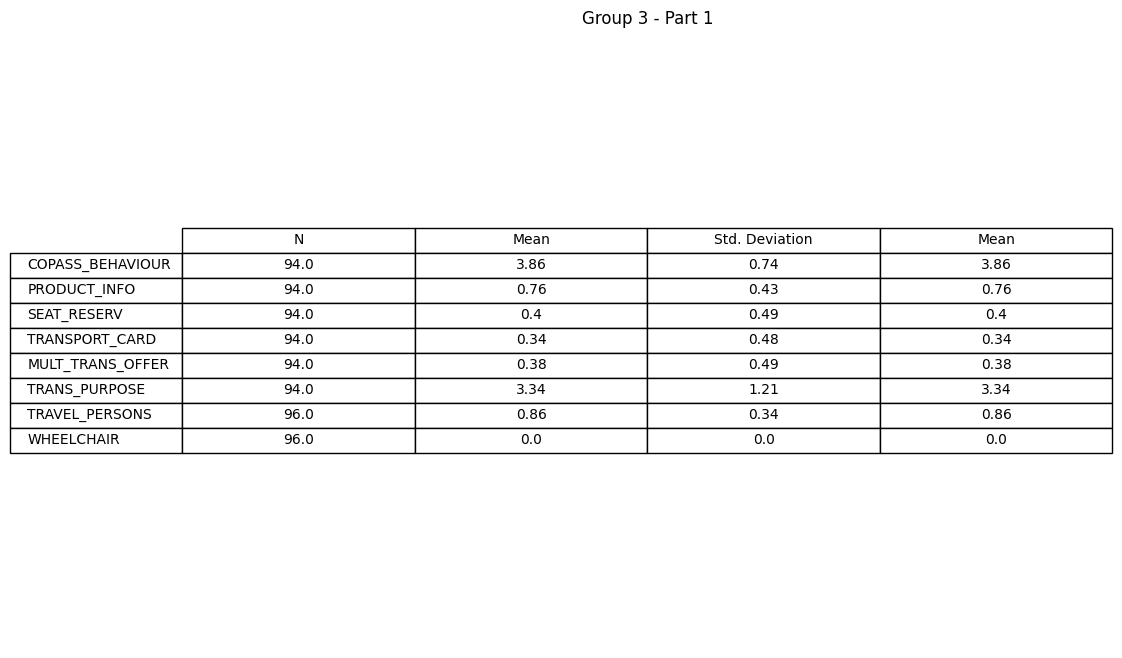 Group 3 - Part 1
N Mean Std. Deviation Mean
COPASS_BEHAVIOUR 94.0 3.86 0.74 3.86
PRODUCT_INFO 94.0 0.76 0.43 0.76
SEAT_RESERV 94.0 0.4 0.49 0.4
TRANSPORT_CARD 94.0 0.34 0.48 0.34
MULT_TRANS_OFFER 94.0 0.38 0.49 0.38
TRANS_PURPOSE 94.0 3.34 1.21 3.34
TRAVEL_PERSONS 96.0 0.86 0.34 0.86
WHEELCHAIR 96.0 0.0 0.0 0.0